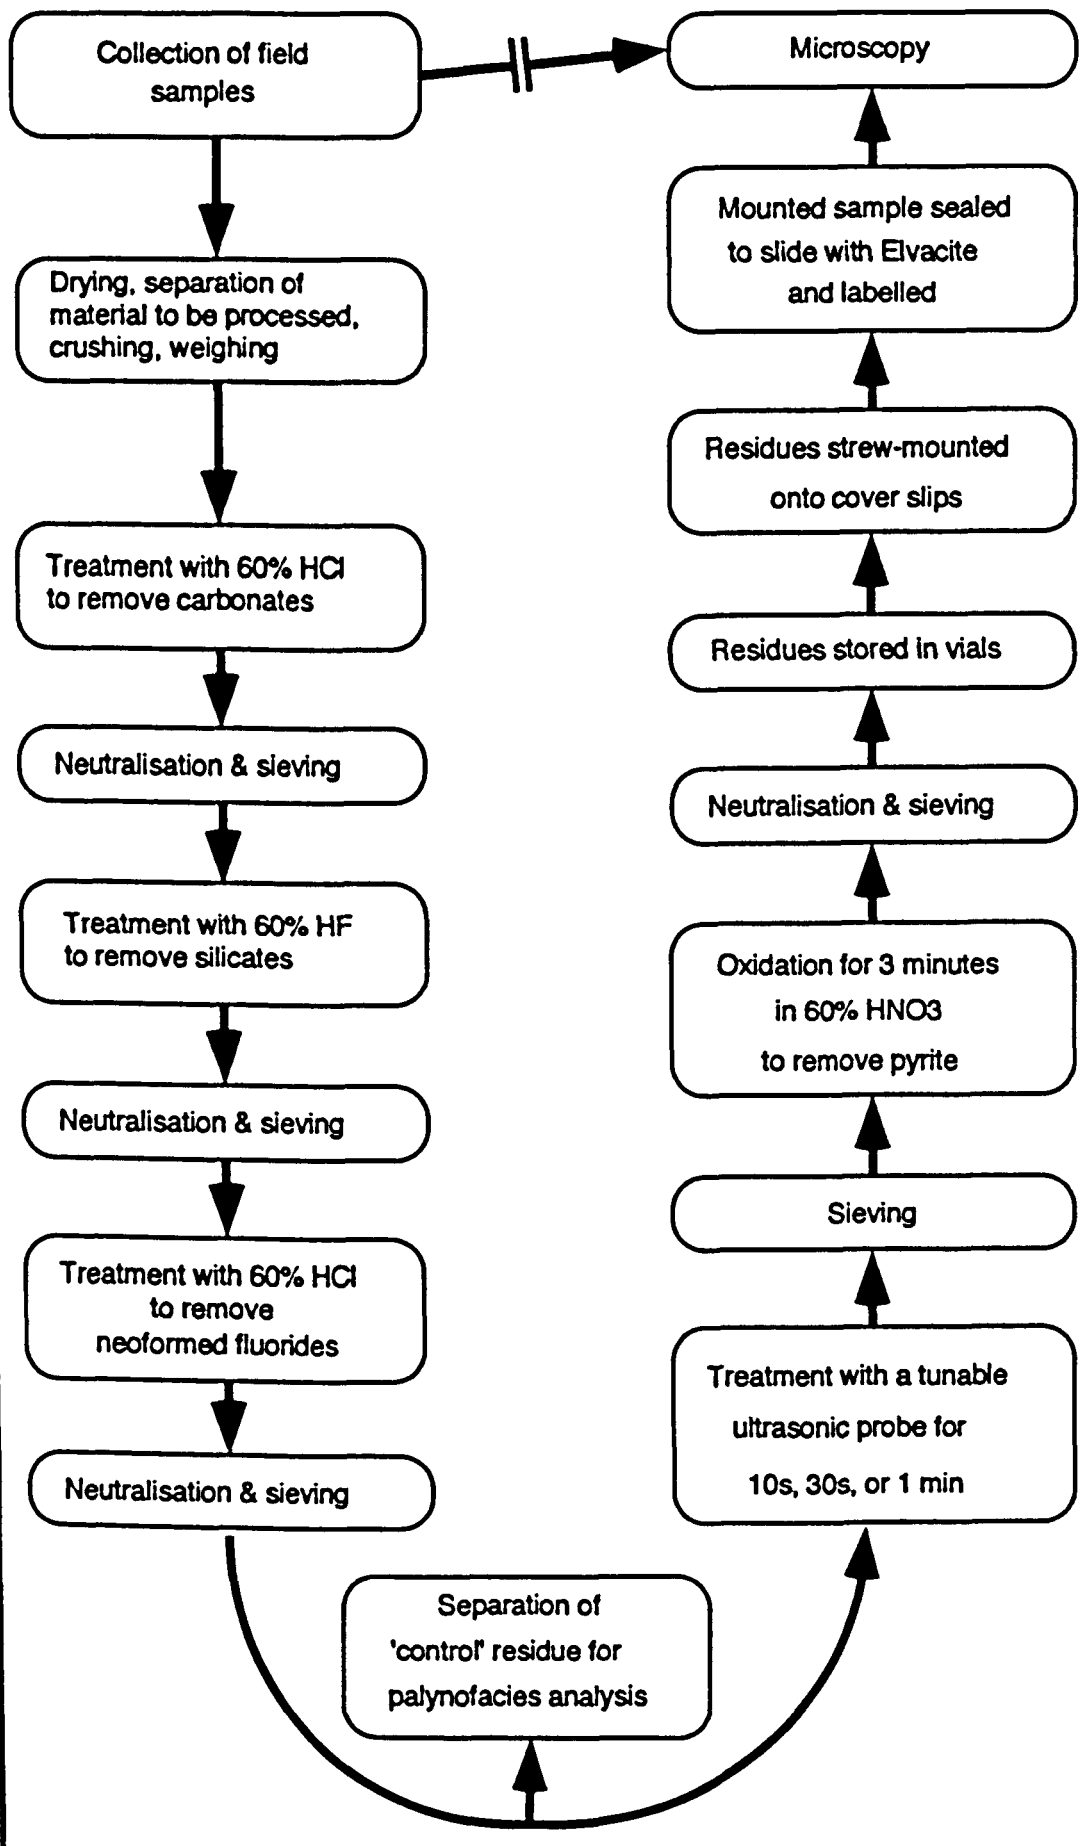 Collection of field
samples
Drying, separation of
material to be processed,
crushing, weighing
Treatment with 60% HCl
to remove carbonates
Neutralisation & sieving
Treatment with 60% HF
to remove silicates
Neutralisation & sieving
Treatment with 60% HCl
to remove
neoformed fluorides
Neutralisation & sieving
Separation of
'control' residue for
palynofacies analysis
Treatment with a tunable
ultrasonic probe for
10s, 30s, or 1 min
Sieving
Oxidation for 3 minutes
in 60% HNO3
to remove pyrite
Neutralisation & sieving
Residues stored in vials
Residues strew-mounted
onto cover slips
Mounted sample sealed
to slide with Elvacite
and labelled
Microscopy